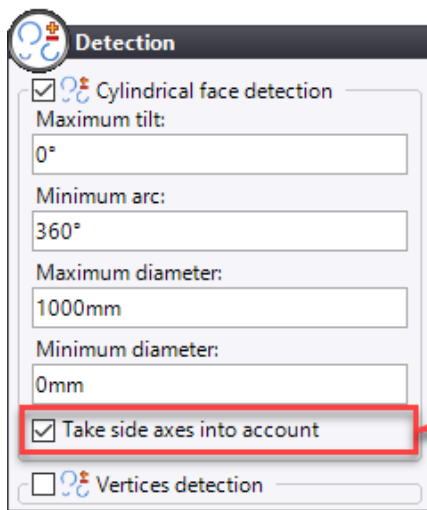 Detection
Cylindrical face detection
Maximum tilt:
0°
Minimum arc:
360°
Maximum diameter:
1000mm
Minimum diameter:
0mm
Take side axes into account
Vertices detection